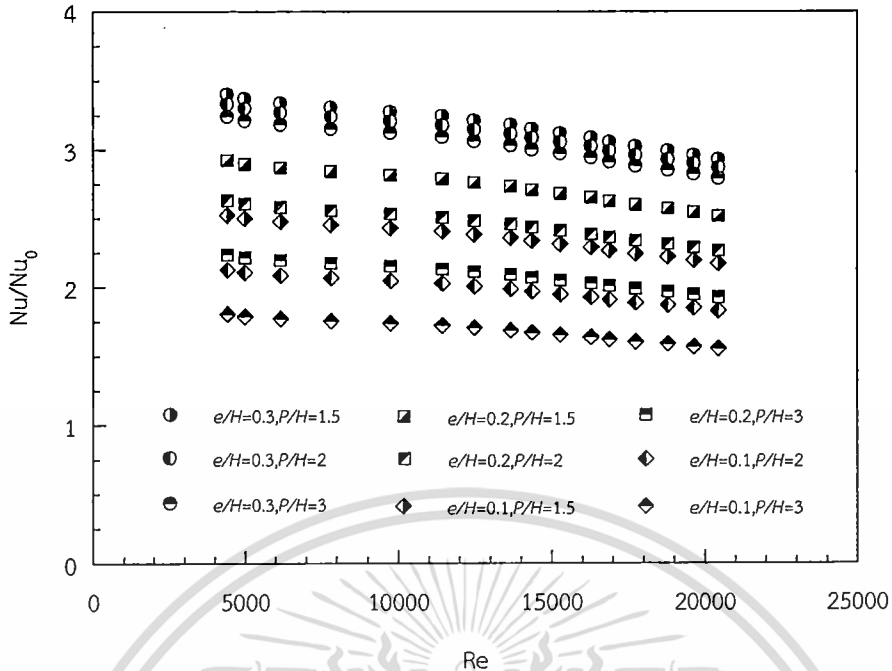 4
3
2
1
0
Nu/Nu₀
e/H=0.3,P/H=1.5
e/H=0.2,P/H=1.5
e/H=0.2,P/H=3
e/H=0.3,P/H=2
e/H=0.2,P/H=2
e/H=0.1,P/H=2
e/H=0.3,P/H=3
e/H=0.1,P/H=1.5
e/H=0.1,P/H=3
0 5000 10000 15000 20000 25000
Re